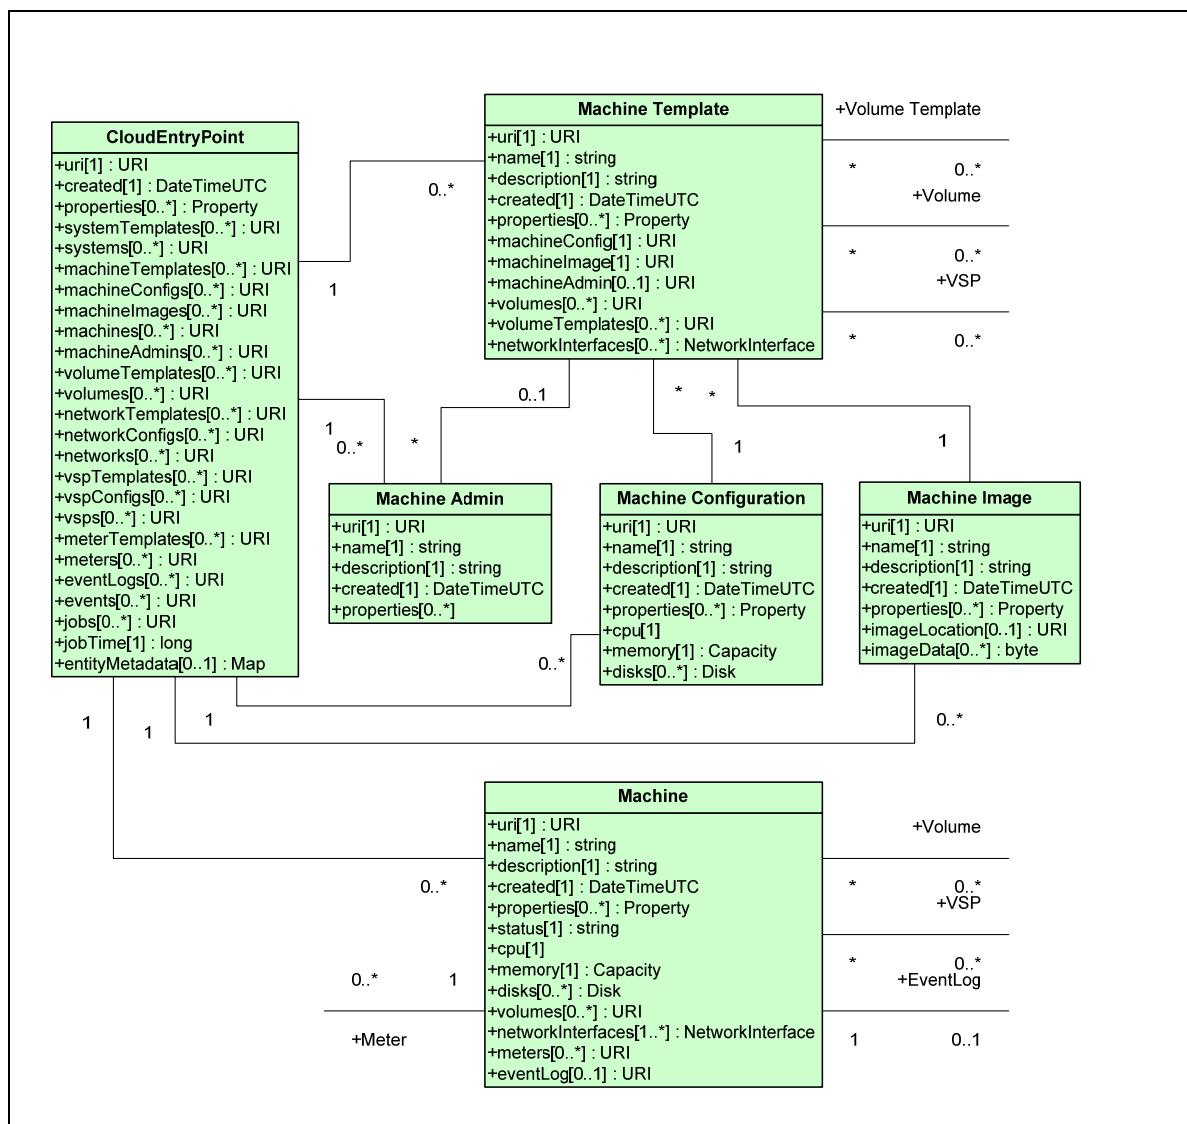 Machine Template
+uri[1] : URI
+name[1] : string
+description[1] : string
+created[1] : DateTimeUTC
+properties[0..*] : Property
+machineConfig[1] : URI
+machineImage[1] : URI
+machineAdmin[0..1] : URI
+volumes[0..*] : URI
+volumeTemplates[0..*] : URI
+networkInterfaces[0..*] : NetworkInterface
+Volume Template
*
0..*
+Volume
*
0..*
+VSP
*
0..*
CloudEntryPoint
+uri[1] : URI
+created[1] : DateTimeUTC
+properties[0..*] : Property
+systemTemplates[0..*] : URI
+systems[0..*] : URI
+machineTemplates[0..*] : URI
+machineConfigs[0..*] : URI
+machineImages[0..*] : URI
+machines[0..*] : URI
+machineAdmins[0..*] : URI
+volumeTemplates[0..*] : URI
+volumes[0..*] : URI
+networkTemplates[0..*] : URI
+networkConfigs[0..*] : URI
+networks[0..*] : URI
+vspTemplates[0..*] : URI
+vspConfigs[0..*] : URI
+vsps[0..*] : URI
+meterTemplates[0..*] : URI
+meters[0..*] : URI
+eventLogs[0..*] : URI
+events[0..*] : URI
+jobs[0..*] : URI
+jobTime[1] : long
+entityMetadata[0..1] : Map
0..*
1
0..1
*
*
1
0..*
*
1
1
Machine Admin
+uri[1] : URI
+name[1] : string
+description[1] : string
+created[1] : DateTimeUTC
+properties[0..*]
Machine Configuration
+uri[1] : URI
+name[1] : string
+description[1] : string
+created[1] : DateTimeUTC
+properties[0..*] : Property
+cpu[1]
+memory[1] : Capacity
+disks[0..*] : Disk
Machine Image
+uri[1] : URI
+name[1] : string
+description[1] : string
+created[1] : DateTimeUTC
+properties[0..*] : Property
+imageLocation[0..1] : URI
+imageData[0..*] : byte
0..*
1
1
1
0..*
Machine
+uri[1] : URI
+name[1] : string
+description[1] : string
+created[1] : DateTimeUTC
+properties[0..*] : Property
+status[1] : string
+cpu[1]
+memory[1] : Capacity
+disks[0..*] : Disk
+volumes[0..*] : URI
+networkInterfaces[1..*] : NetworkInterface
+meters[0..*] : URI
+eventLog[0..1] : URI
0..*
0..*
1
+Meter
+Volume
*
0..*
+VSP
*
0..*
+EventLog
1
0..1